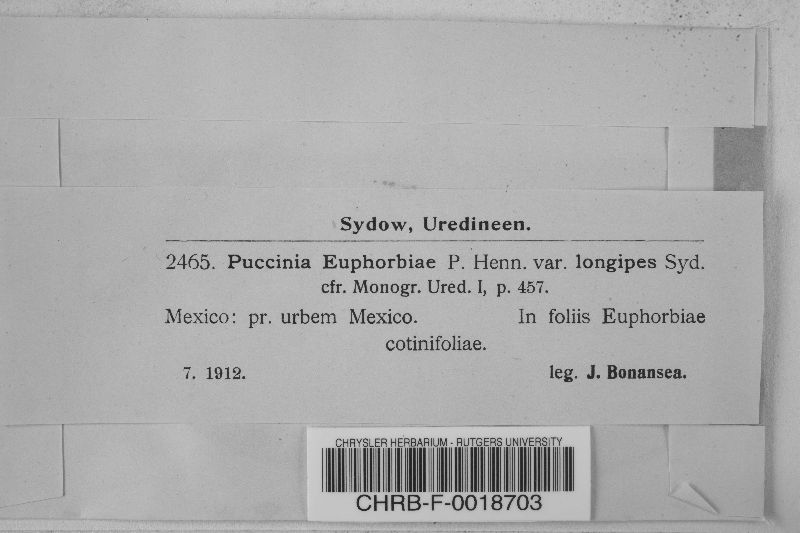 Sydow, Uredineen.
2465. Puccinia Euphorbiae P. Henn. var. longipes Syd.
cfr. Monogr. Ured. I, p. 457.
Mexico: pr. urbem Mexico. In foliis Euphorbiae
cotinifoliae.
7. 1912. leg. J. Bonansea.
CHRYSLER HERBARIUM - RUTGERS UNIVERSITY
CHRB-F-0018703